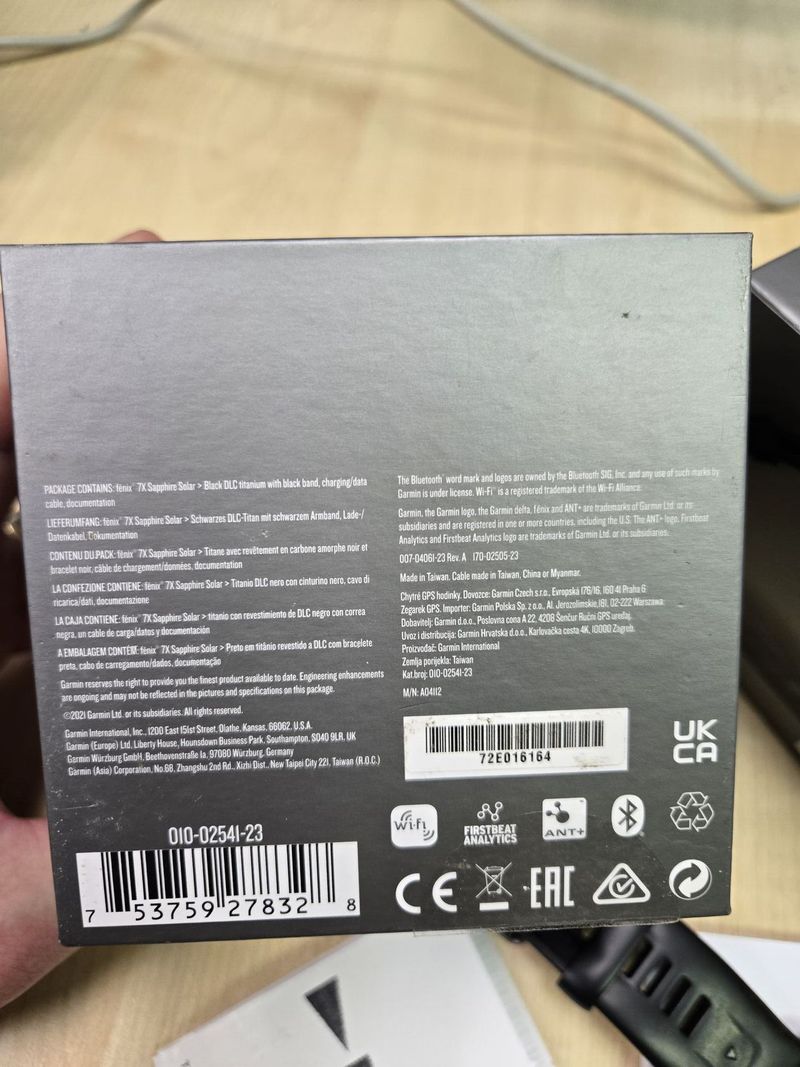 PACKAGE CONTAINS: fēnix® 7X Sapphire Solar > Black DLC titanium with black band, charging/data
cable, documentation
LIEFERUMFANG: fēnix® 7X Sapphire Solar > Schwarzes DLC-Titan mit schwarzem Armband, Lade-/
Datenkabel, Dokumentation
CONTENU DU PACK: fēnix® 7X Sapphire Solar > Titane avec revêtement en carbone amorphe noir et
bracelet noir, câble de chargement/données, documentation
LA CONFEZIONE CONTIENE: fēnix® 7X Sapphire Solar > Titanio DLC nero con cinturino nero, cavo di
ricarica/dati, documentazione
LA CAJA CONTIENE: fēnix® 7X Sapphire Solar > titanio con revestimiento de DLC negro con correa
negra, un cable de carga/datos y documentación
A EMBALAGEM CONTÉM: fēnix® 7X Sapphire Solar > Preto em titânio revestido a DLC com bracelete
preta, cabo de carregamento/dados, documentação
Garmin reserves the right to provide you the finest product available to date. Engineering enhancements
are ongoing and may not be reflected in the pictures and specifications on this package.
©2021 Garmin Ltd. or its subsidiaries. All rights reserved.
Garmin International, Inc. 1200 East 151st Street, Olathe, Kansas, 66062, U.S.A.
Garmin (Europe) Ltd. Liberty House, Hounsdown Business Park, Southampton, SO40 9LR, UK
Garmin Würzburg GmbH, Beethovenstraße 1a, 97080 Würzburg, Germany
Garmin (Asia) Corporation, No.68, Zhangshu 2nd Rd., Xizhi Dist., New Taipei City 221, Taiwan (R.O.C.)
010-02541-23
7 53759 27832 8
The Bluetooth® word mark and logos are owned by the Bluetooth SIG, Inc. and any use of such marks by
Garmin is under license. Wi-Fi® is a registered trademark of the Wi-Fi Alliance.
Garmin, the Garmin logo, the Garmin delta, fēnix and ANT+ are trademarks of Garmin Ltd. or its
subsidiaries and are registered in one or more countries, including the U.S. The ANT+ logo, Firstbeat
Analytics and Firstbeat Analytics logo are trademarks of Garmin Ltd. or its subsidiaries.
007-04061-23 Rev. A 170-02505-23
Made in Taiwan. Cable made in Taiwan, China or Myanmar.
Chytré GPS hodinky. Dovozce: Garmin Czech s.r.o., Evropská 176/16, 160 41 Praha 6
Zegarek GPS. Importer: Garmin Polska Sp. z o.o., Al. Jerozolimskie,181, 02-222 Warszawa
Dobavitelj: Garmin d.o.o., Poslovna cona A 22, 4208 Šenčur Ručni GPS uređaj.
Uvoz i distribucija: Garmin Hrvatska d.o.o., Karlovačka cesta 4K, 10000 Zagreb.
Proizvođač: Garmin International
Zemlja porijekla: Taiwan
Kat.broj: 010-02541-23
M/N: A04112
72E016164
UK
CA
Wi-Fi
FIRSTBEAT
ANALYTICS
ANT+
CE
EAC